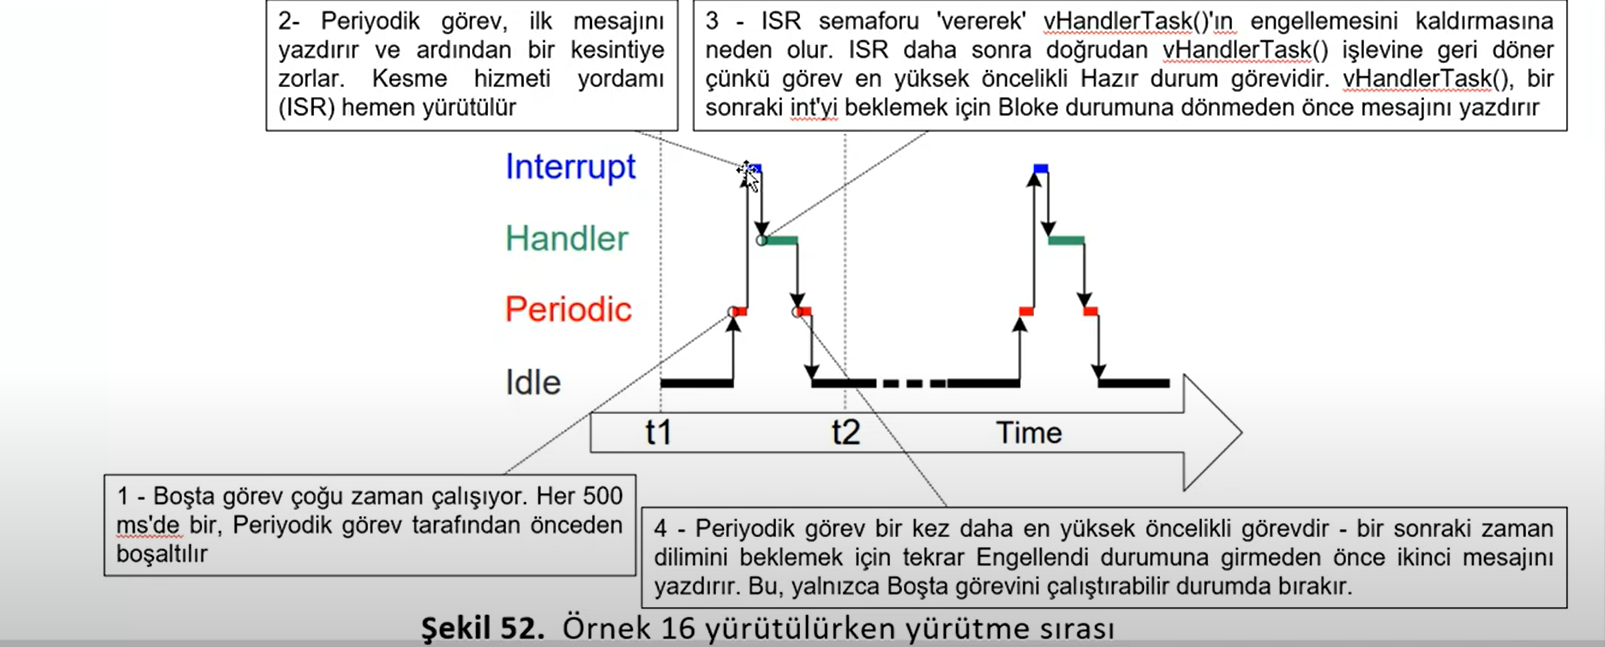 2- Periyodik görev, ilk mesajını
yazdırır ve ardından bir kesintiye
zorlar. Kesme hizmeti yordamı
(ISR) hemen yürütülür
3 - ISR semaforu 'vererek' vHandlerTask()'ın engellemesini kaldırmasına
neden olur. ISR daha sonra doğrudan vHandlerTask() işlevine geri döner
çünkü görev en yüksek öncelikli Hazır durum görevidir. vHandlerTask(), bir
sonraki int'yi beklemek için Bloke durumuna dönmeden önce mesajını yazdırır
Interrupt
Handler
Periodic
Idle
t1 t2 Time
1 - Boşta görev çoğu zaman çalışıyor. Her 500
ms'de bir, Periyodik görev tarafından önceden
boşaltılır
4 - Periyodik görev bir kez daha en yüksek öncelikli görevdir - bir sonraki zaman
dilimini beklemek için tekrar Engellendi durumuna girmeden önce ikinci mesajını
yazdırır. Bu, yalnızca Boşta görevini çalıştırabilir durumda bırakır.
Şekil 52. Örnek 16 yürütülürken yürütme sırası